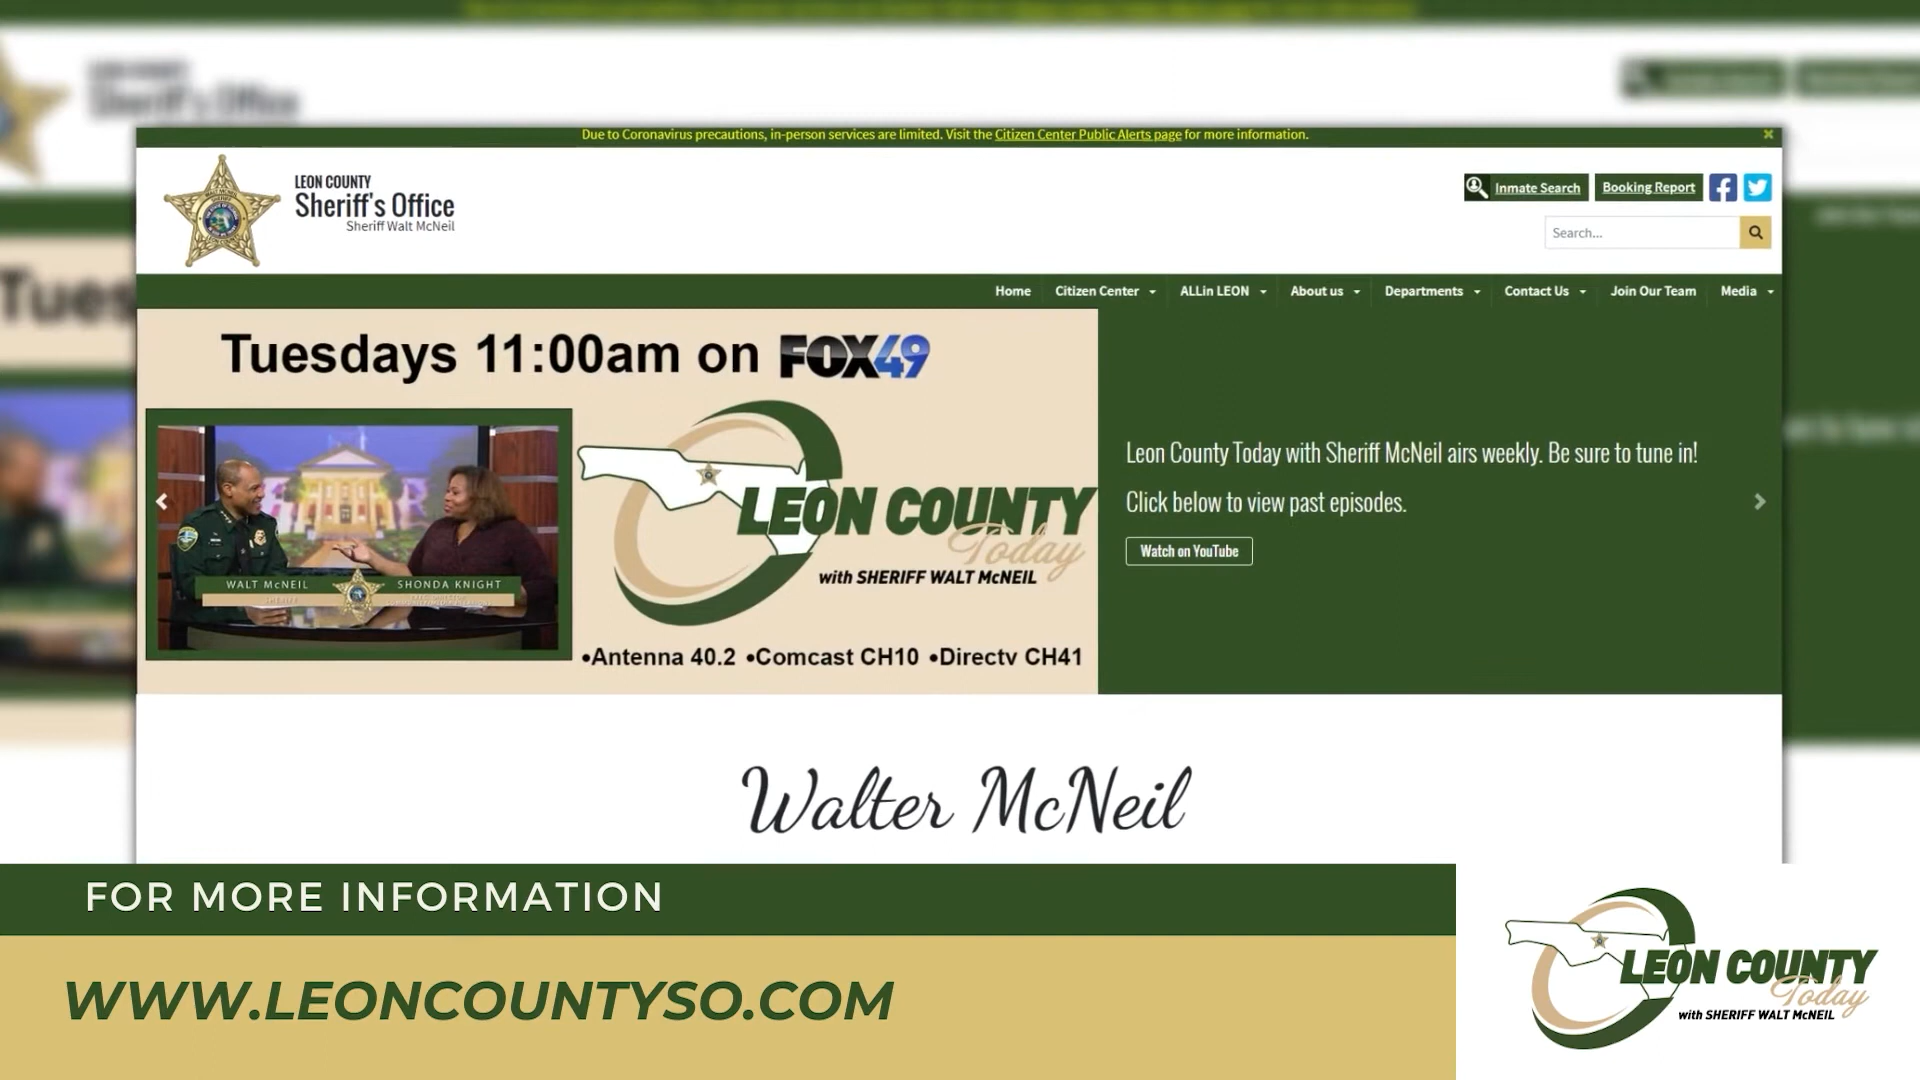 Due to Coronavirus precautions, in-person services are limited. Visit the Citizen Center Public Alerts page for more information.
LEON COUNTY
Sheriff's Office
Sheriff Walt McNeil
Inmate Search
Booking Report
Search...
Home
Citizen Center
ALLin LEON
About us
Departments
Contact Us
Join Our Team
Media
Tuesdays 11:00am on FOX49
WALT McNEIL
SHERIFF
SHONDA KNIGHT
LEON COUNTY
Today
with SHERIFF WALT McNEIL
•Antenna 40.2 •Comcast CH10 •Directv CH41
Leon County Today with Sheriff McNeil airs weekly. Be sure to tune in!
Click below to view past episodes.
Watch on YouTube
Walter McNeil
FOR MORE INFORMATION
WWW.LEONCOUNTYSO.COM
LEON COUNTY
Today
with SHERIFF WALT McNEIL